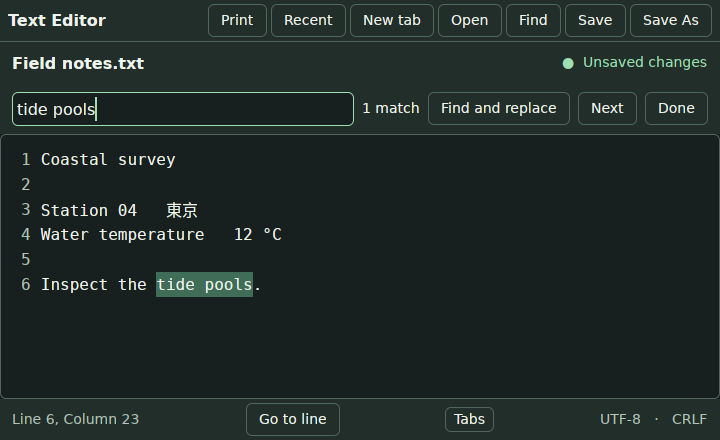 Text Editor Print Recent New tab Open Find Save Save As
Field notes.txt Unsaved changes
tide pools 1 match Find and replace Next Done
1 Coastal survey
2
3 Station 04   東京
4 Water temperature   12 °C
5
6 Inspect the tide pools.
Line 6, Column 23 Go to line Tabs UTF-8 · CRLF